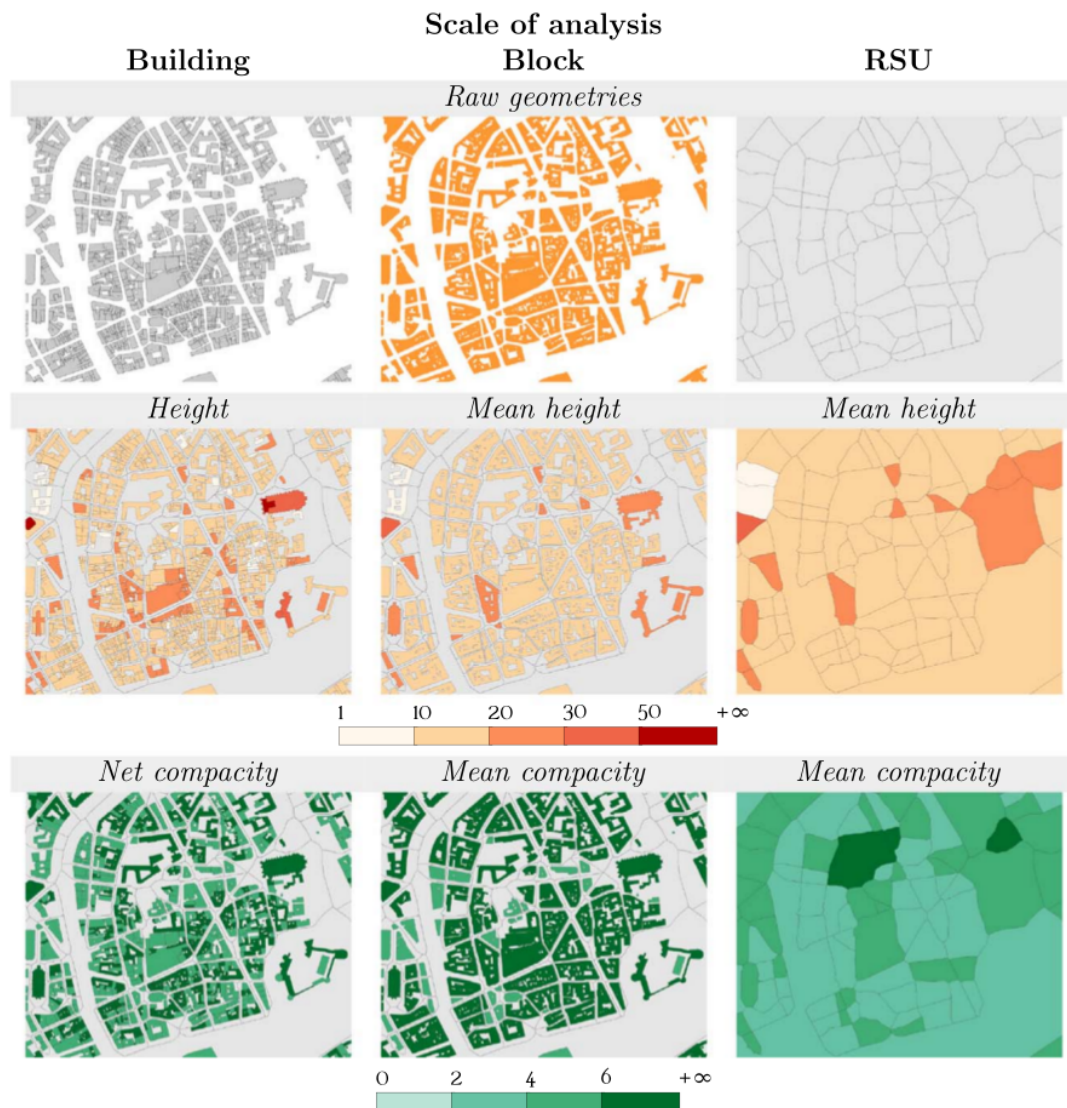 Scale of analysis
Building Block RSU
Raw geometries
Height Mean height Mean height
1 10 20 30 50 +∞
Net compacity Mean compacity Mean compacity
0 2 4 6 +∞